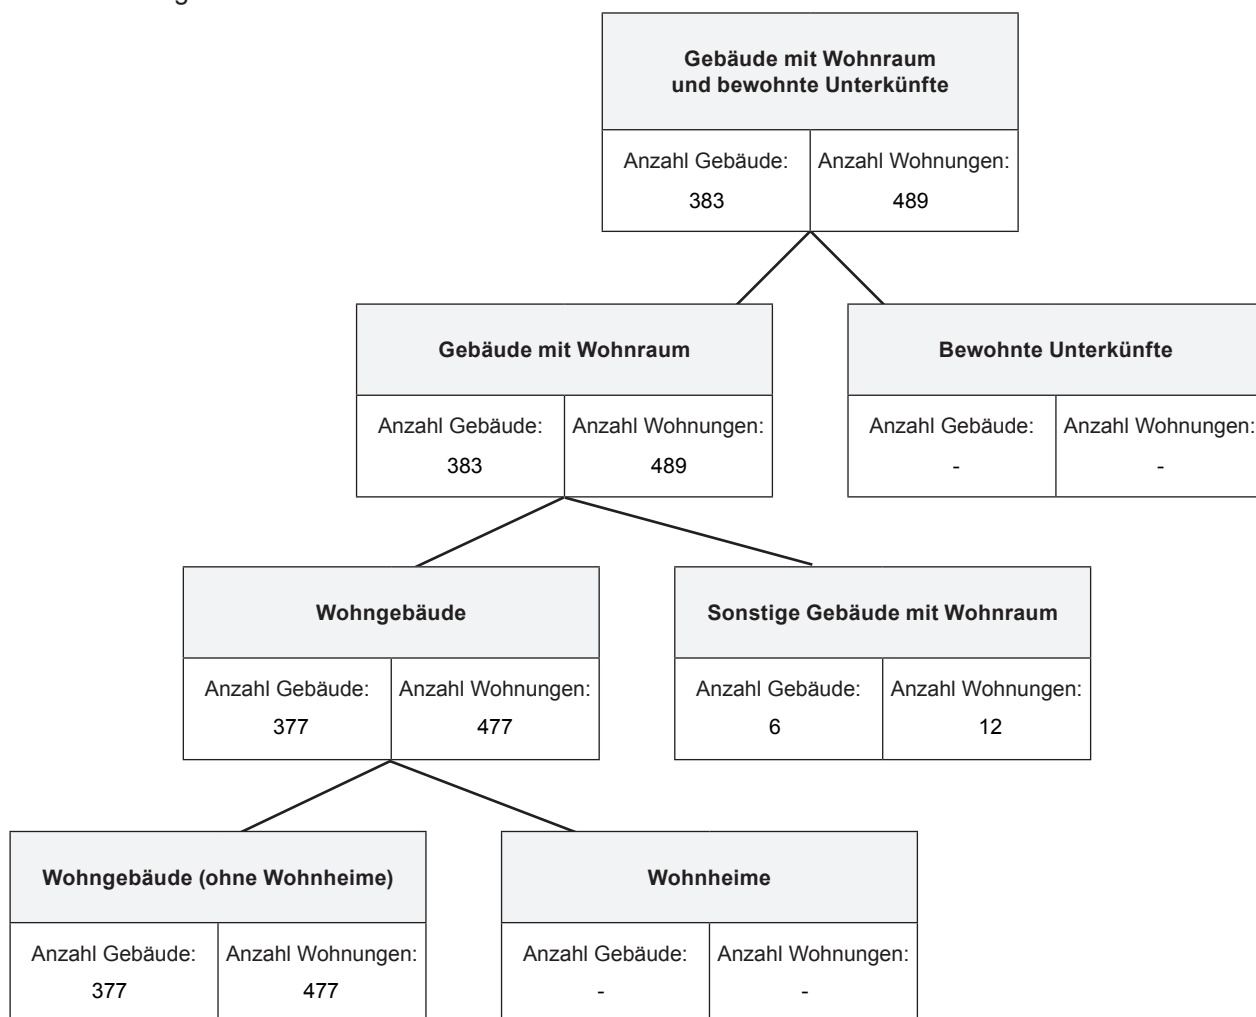 Gebäude mit Wohnraum
und bewohnte Unterkünfte
Anzahl Gebäude: Anzahl Wohnungen:
383 489
Gebäude mit Wohnraum Bewohnte Unterkünfte
Anzahl Gebäude: Anzahl Wohnungen: Anzahl Gebäude: Anzahl Wohnungen:
383 489 - -
Wohngebäude Sonstige Gebäude mit Wohnraum
Anzahl Gebäude: Anzahl Wohnungen: Anzahl Gebäude: Anzahl Wohnungen:
377 477 6 12
Wohngebäude (ohne Wohnheime) Wohnheime
Anzahl Gebäude: Anzahl Wohnungen: Anzahl Gebäude: Anzahl Wohnungen:
377 477 - -